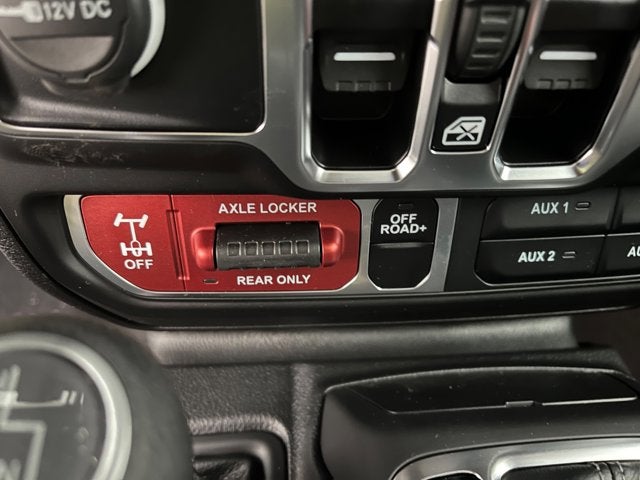 12V DC
AXLE LOCKER
OFF
REAR ONLY
OFF
ROAD+
AUX 1
AUX 2